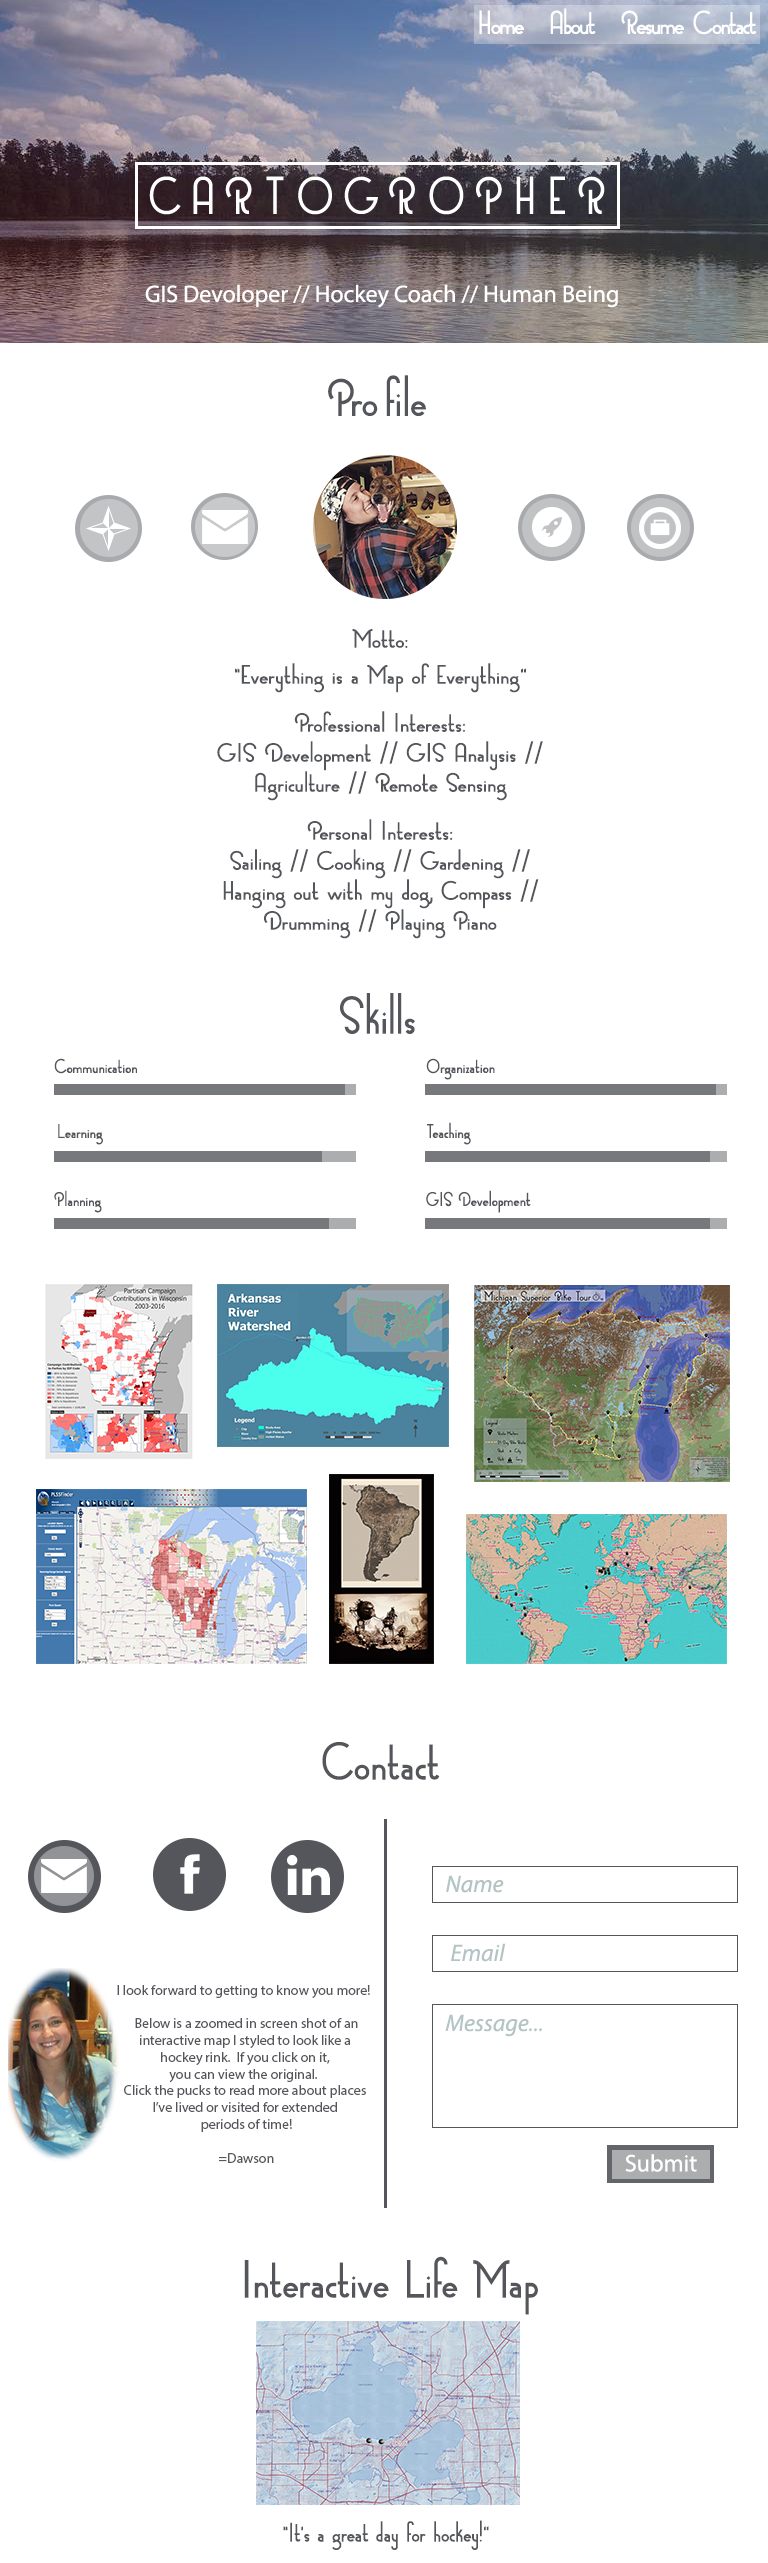 Home About Resume Contact
CARTOGROPHER
GIS Devoloper // Hockey Coach // Human Being
Profile
Motto:
"Everything is a Map of Everything"
Professional Interests:
GIS Development // GIS Analysis //
Agriculture // Remote Sensing
Personal Interests:
Sailing // Cooking // Gardening //
Hanging out with my dog, Compass //
Drumming // Playing Piano
Skills
Communication
Organization
Learning
Teaching
Planning
GIS Development
Partisan Campaign
Contributions in Wisconsin
2003-2016
Arkansas
River
Watershed
Legend
Michigan Superior Bike Tour
Legend
PLSSFinder
Contact
f
in
Name
Email
Message...
Submit
I look forward to getting to know you more!
Below is a zoomed in screen shot of an
interactive map I styled to look like a
hockey rink. If you click on it,
you can view the original.
Click the pucks to read more about places
I've lived or visited for extended
periods of time!
=Dawson
Interactive Life Map
"It's a great day for hockey!"